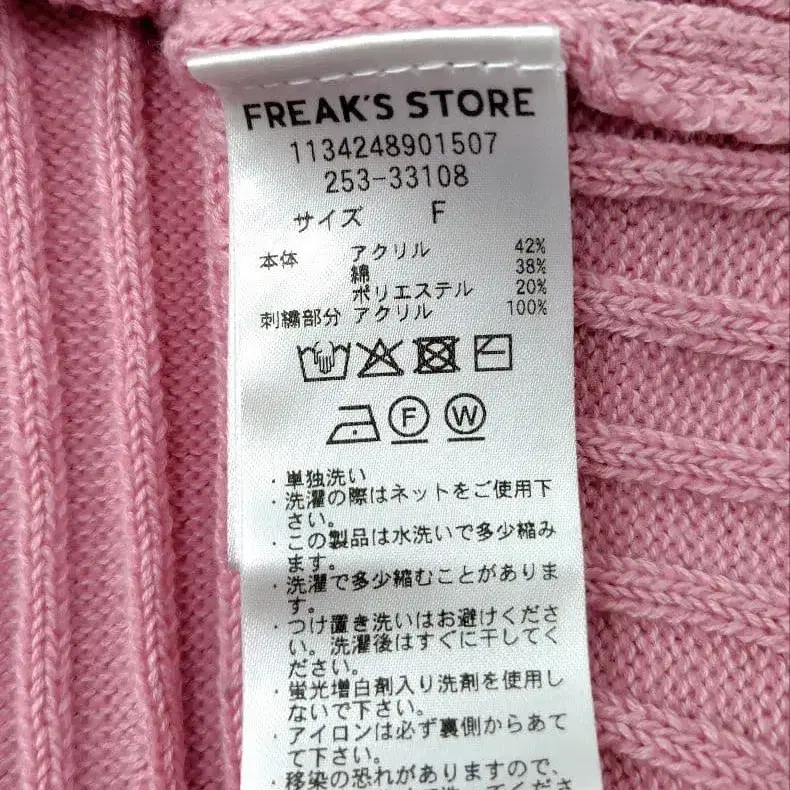 FREAK'S STORE
1134248901507
253-33108
サイズ F
本体 アクリル 42%
綿 38%
ポリエステル 20%
刺繍部分 アクリル 100%
F W
・単独洗い
・洗濯の際はネットをご使用下
さい。
・この製品は水洗いで多少縮み
ます。
・洗濯で多少縮むことがありま
す。
・つけ置き洗いはお避けくださ
い。洗濯後はすぐに干してく
ださい。
・蛍光増白剤入り洗剤を使用し
ないで下さい。
・アイロンは必ず裏側からあて
て下さい。
・移染の恐れがありますので、